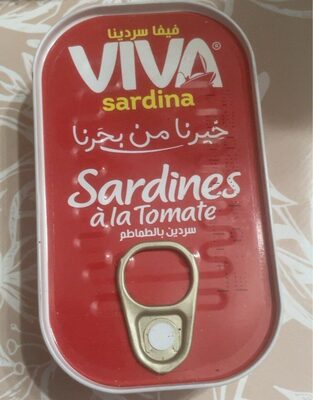 فيفا سردينا
VIVA
sardina
خيرنا من بحرنا
Sardines
à la Tomate
سردين بالطماطم